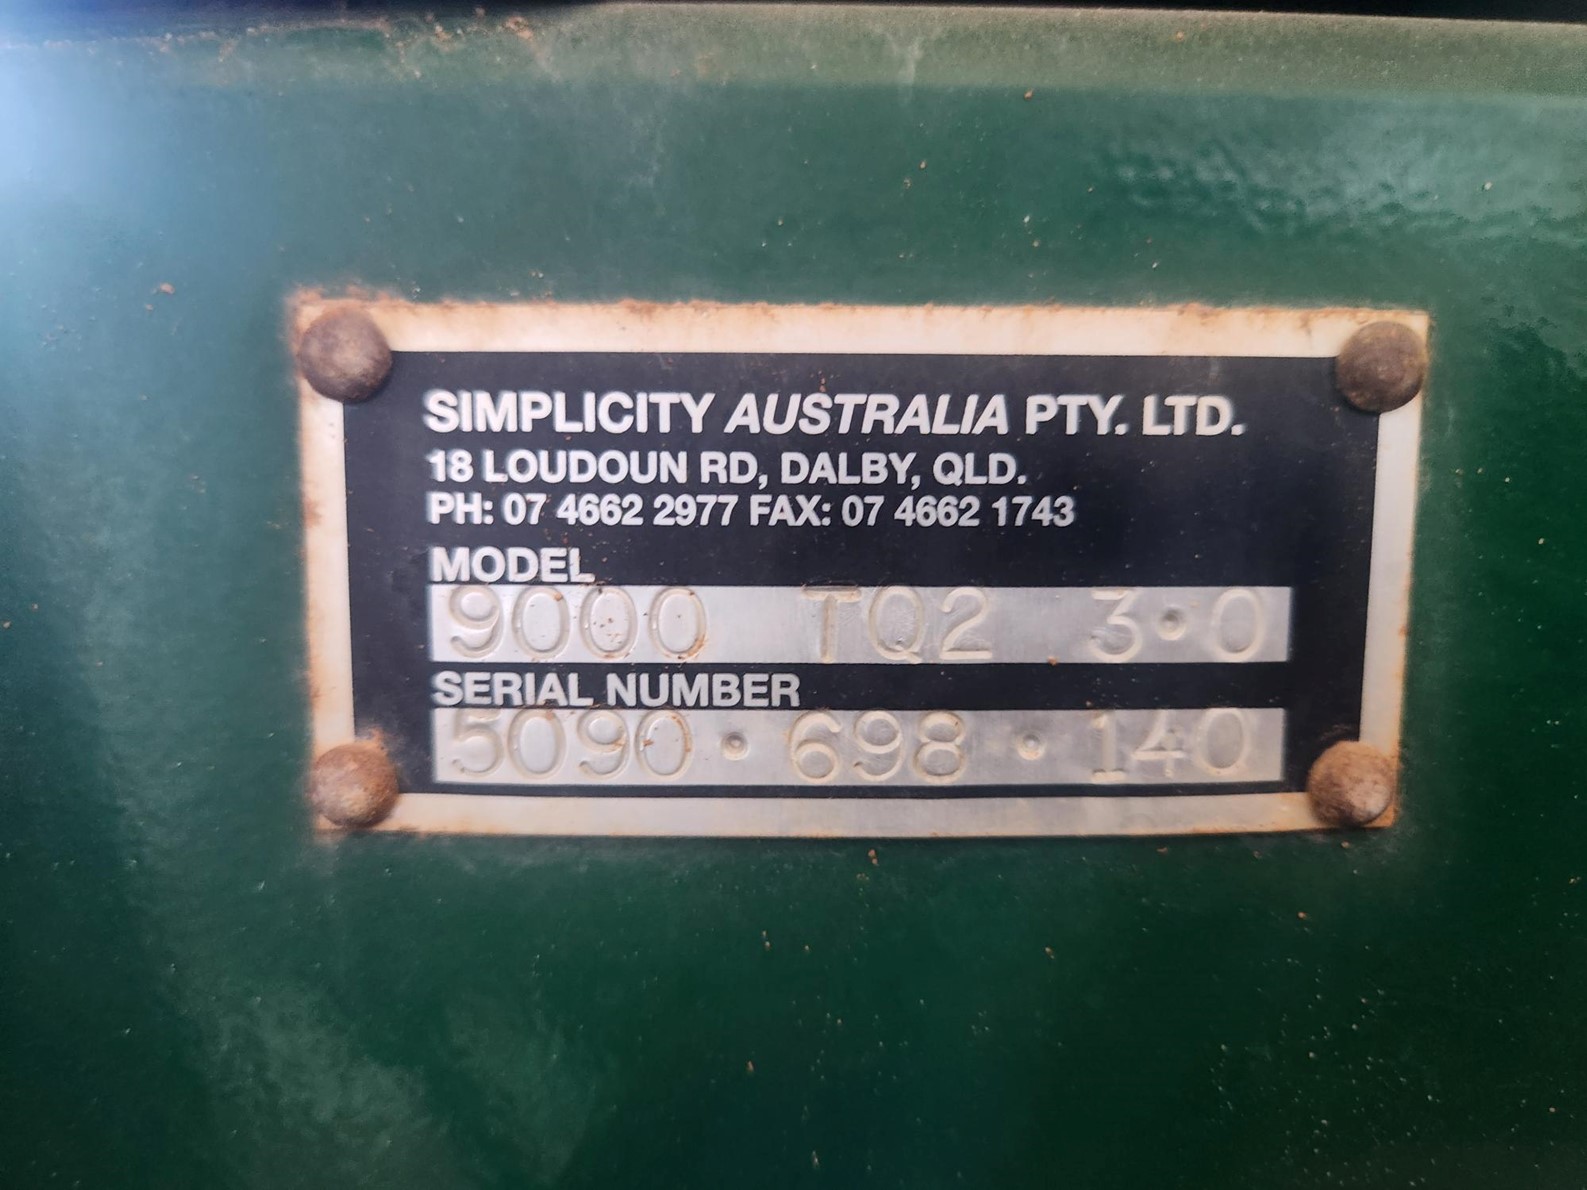 SIMPLICITY AUSTRALIA PTY. LTD.
18 LOUDOUN RD, DALBY, QLD.
PH: 07 4662 2977 FAX: 07 4662 1743
MODEL
9000 TQ2 3·0
SERIAL NUMBER
5090·698·140